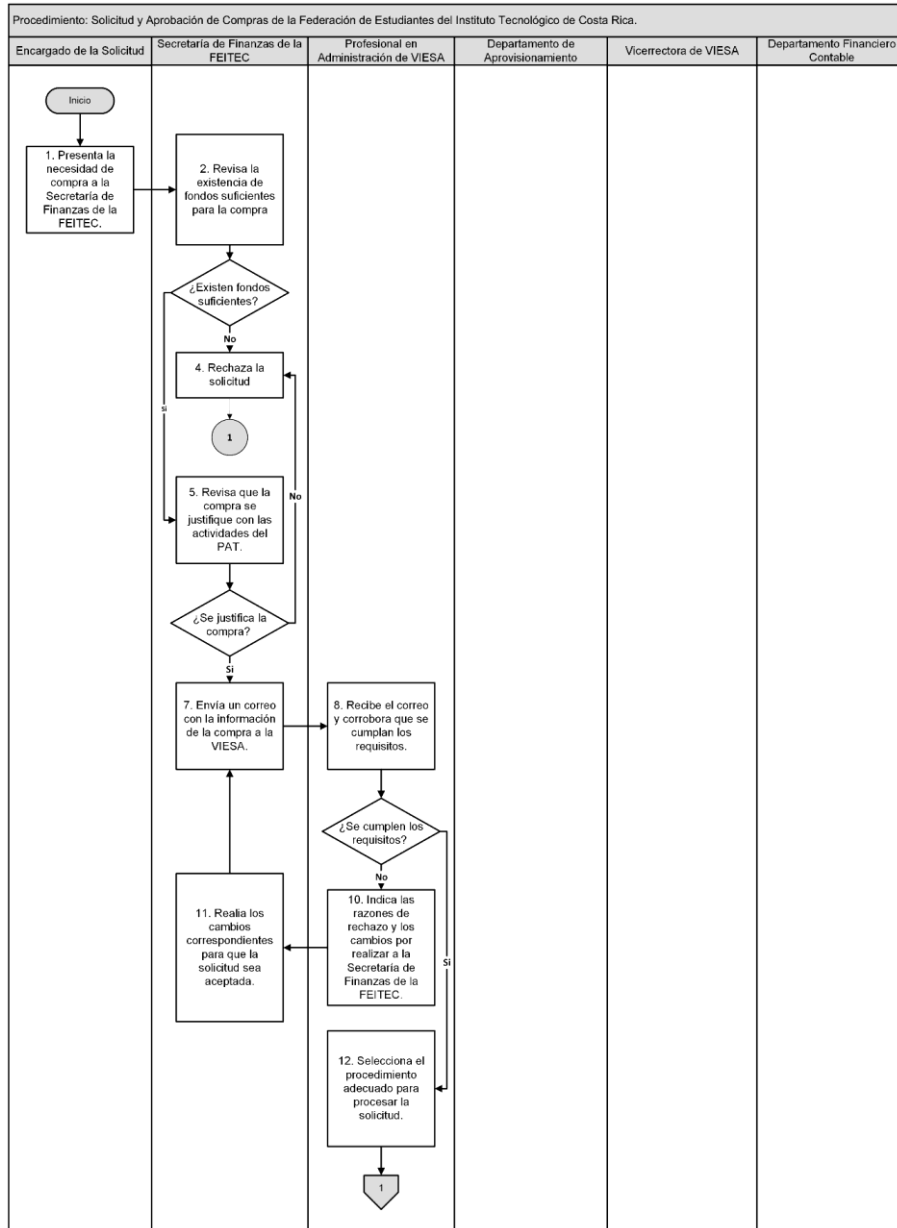 Procedimiento: Solicitud y Aprobación de Compras de la Federación de Estudiantes del Instituto Tecnológico de Costa Rica.
Encargado de la Solicitud
Secretaría de Finanzas de la
FEITEC
Profesional en
Administración de VIESA
Departamento de
Aprovisionamiento
Vicerrectora de VIESA
Departamento Financiero
Contable
Inicio
1. Presenta la
necesidad de
compra a la
Secretaría de
Finanzas de la
FEITEC.
2. Revisa la
existencia de
fondos suficientes
para la compra
¿Existen fondos
suficientes?
No
4. Rechaza la
solicitud
si
1
5. Revisa que la
compra se
justifique con las
actividades del
PAT.
No
¿Se justifica la
compra?
Si
7. Envía un correo
con la información
de la compra a la
VIESA.
8. Recibe el correo
y corrobora que se
cumplan los
requisitos.
¿Se cumplen los
requisitos?
No
10. Indica las
razones de
rechazo y los
cambios por
realizar a la
Secretaría de
Finanzas de la
FEITEC.
Si
11. Realia los
cambios
correspondientes
para que la
solicitud sea
aceptada.
12. Selecciona el
procedimiento
adecuado para
procesar la
solicitud.
1